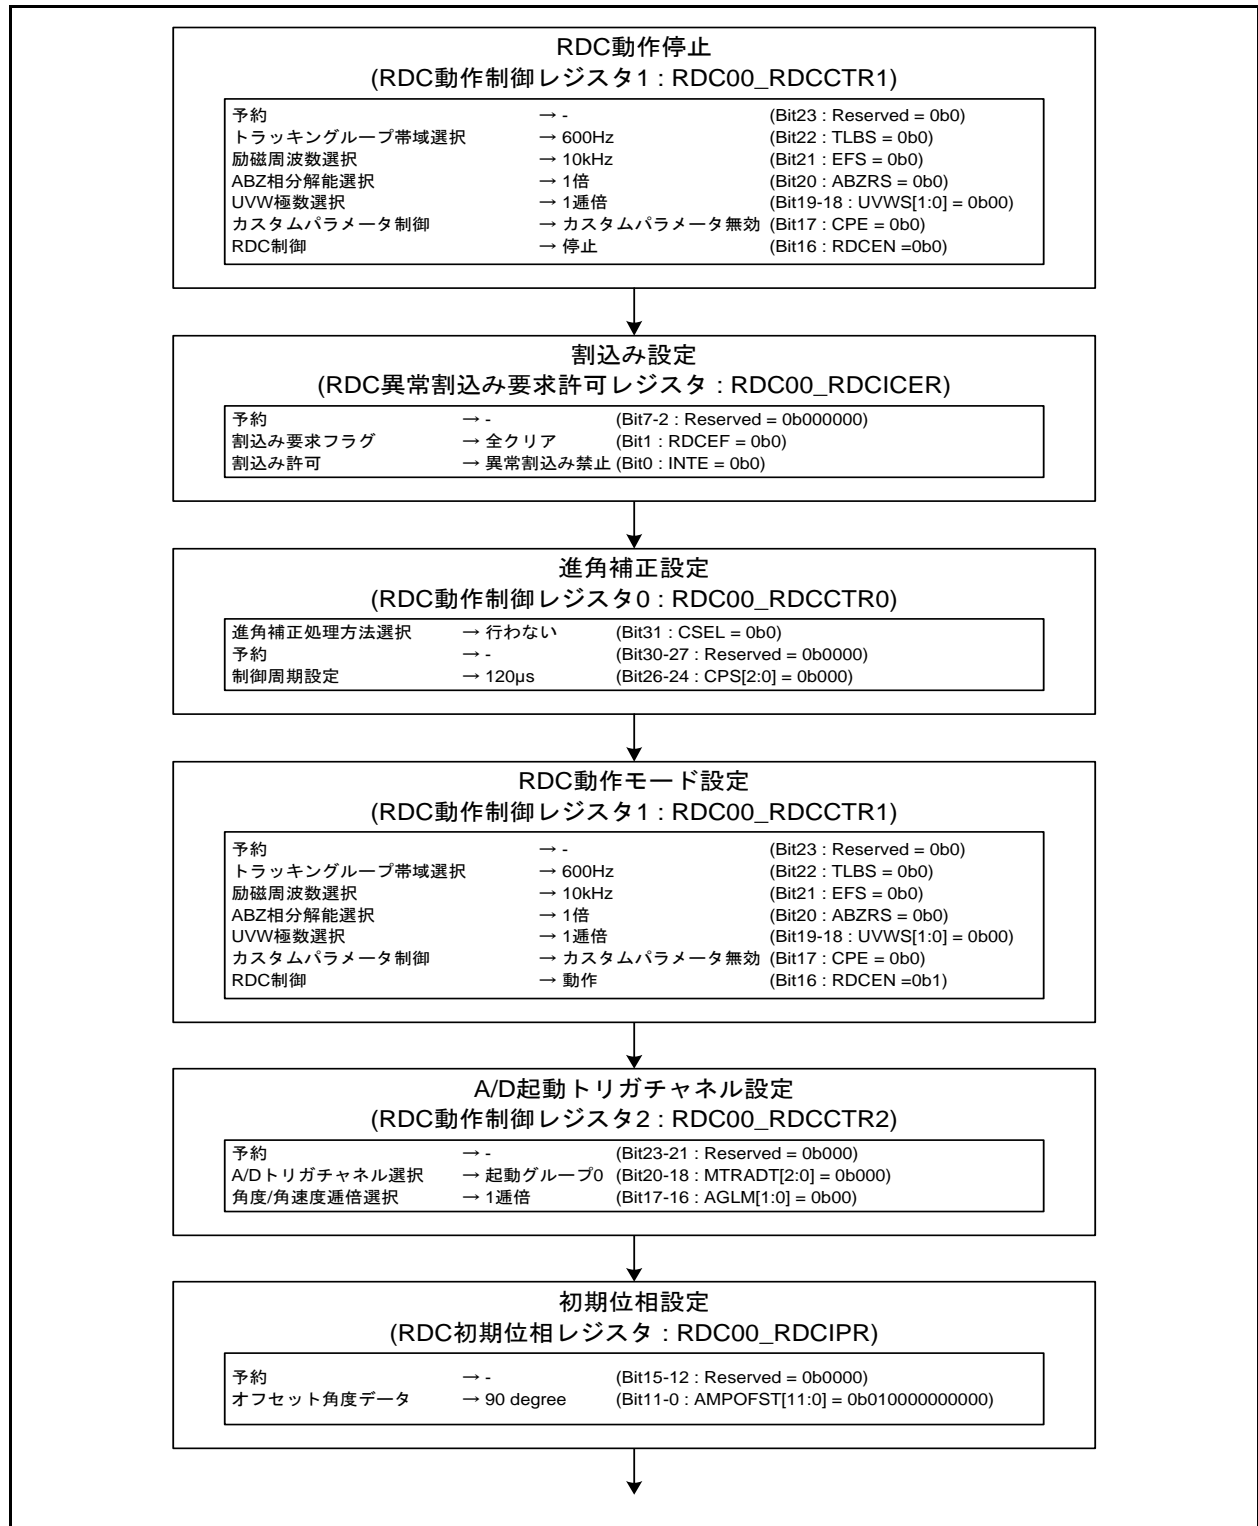 RDC動作停止
(RDC動作制御レジスタ1 : RDC00_RDCCTR1)
予約 → - (Bit23 : Reserved = 0b0)
トラッキングループ帯域選択 → 600Hz (Bit22 : TLBS = 0b0)
励磁周波数選択 → 10kHz (Bit21 : EFS = 0b0)
ABZ相分解能選択 → 1倍 (Bit20 : ABZRS = 0b0)
UVW極数選択 → 1逓倍 (Bit19-18 : UVWS[1:0] = 0b00)
カスタムパラメータ制御 → カスタムパラメータ無効 (Bit17 : CPE = 0b0)
RDC制御 → 停止 (Bit16 : RDCEN =0b0)
割込み設定
(RDC異常割込み要求許可レジスタ : RDC00_RDCICER)
予約 → - (Bit7-2 : Reserved = 0b000000)
割込み要求フラグ → 全クリア (Bit1 : RDCEF = 0b0)
割込み許可 → 異常割込み禁止 (Bit0 : INTE = 0b0)
進角補正設定
(RDC動作制御レジスタ0 : RDC00_RDCCTR0)
進角補正処理方法選択 → 行わない (Bit31 : CSEL = 0b0)
予約 → - (Bit30-27 : Reserved = 0b0000)
制御周期設定 → 120μs (Bit26-24 : CPS[2:0] = 0b000)
RDC動作モード設定
(RDC動作制御レジスタ1 : RDC00_RDCCTR1)
予約 → - (Bit23 : Reserved = 0b0)
トラッキングループ帯域選択 → 600Hz (Bit22 : TLBS = 0b0)
励磁周波数選択 → 10kHz (Bit21 : EFS = 0b0)
ABZ相分解能選択 → 1倍 (Bit20 : ABZRS = 0b0)
UVW極数選択 → 1逓倍 (Bit19-18 : UVWS[1:0] = 0b00)
カスタムパラメータ制御 → カスタムパラメータ無効 (Bit17 : CPE = 0b0)
RDC制御 → 動作 (Bit16 : RDCEN =0b1)
A/D起動トリガチャネル設定
(RDC動作制御レジスタ2 : RDC00_RDCCTR2)
予約 → - (Bit23-21 : Reserved = 0b000)
A/Dトリガチャネル選択 → 起動グループ0 (Bit20-18 : MTRADT[2:0] = 0b000)
角度/角速度逓倍選択 → 1逓倍 (Bit17-16 : AGLM[1:0] = 0b00)
初期位相設定
(RDC初期位相レジスタ : RDC00_RDCIPR)
予約 → - (Bit15-12 : Reserved = 0b0000)
オフセット角度データ → 90 degree (Bit11-0 : AMPOFST[11:0] = 0b010000000000)